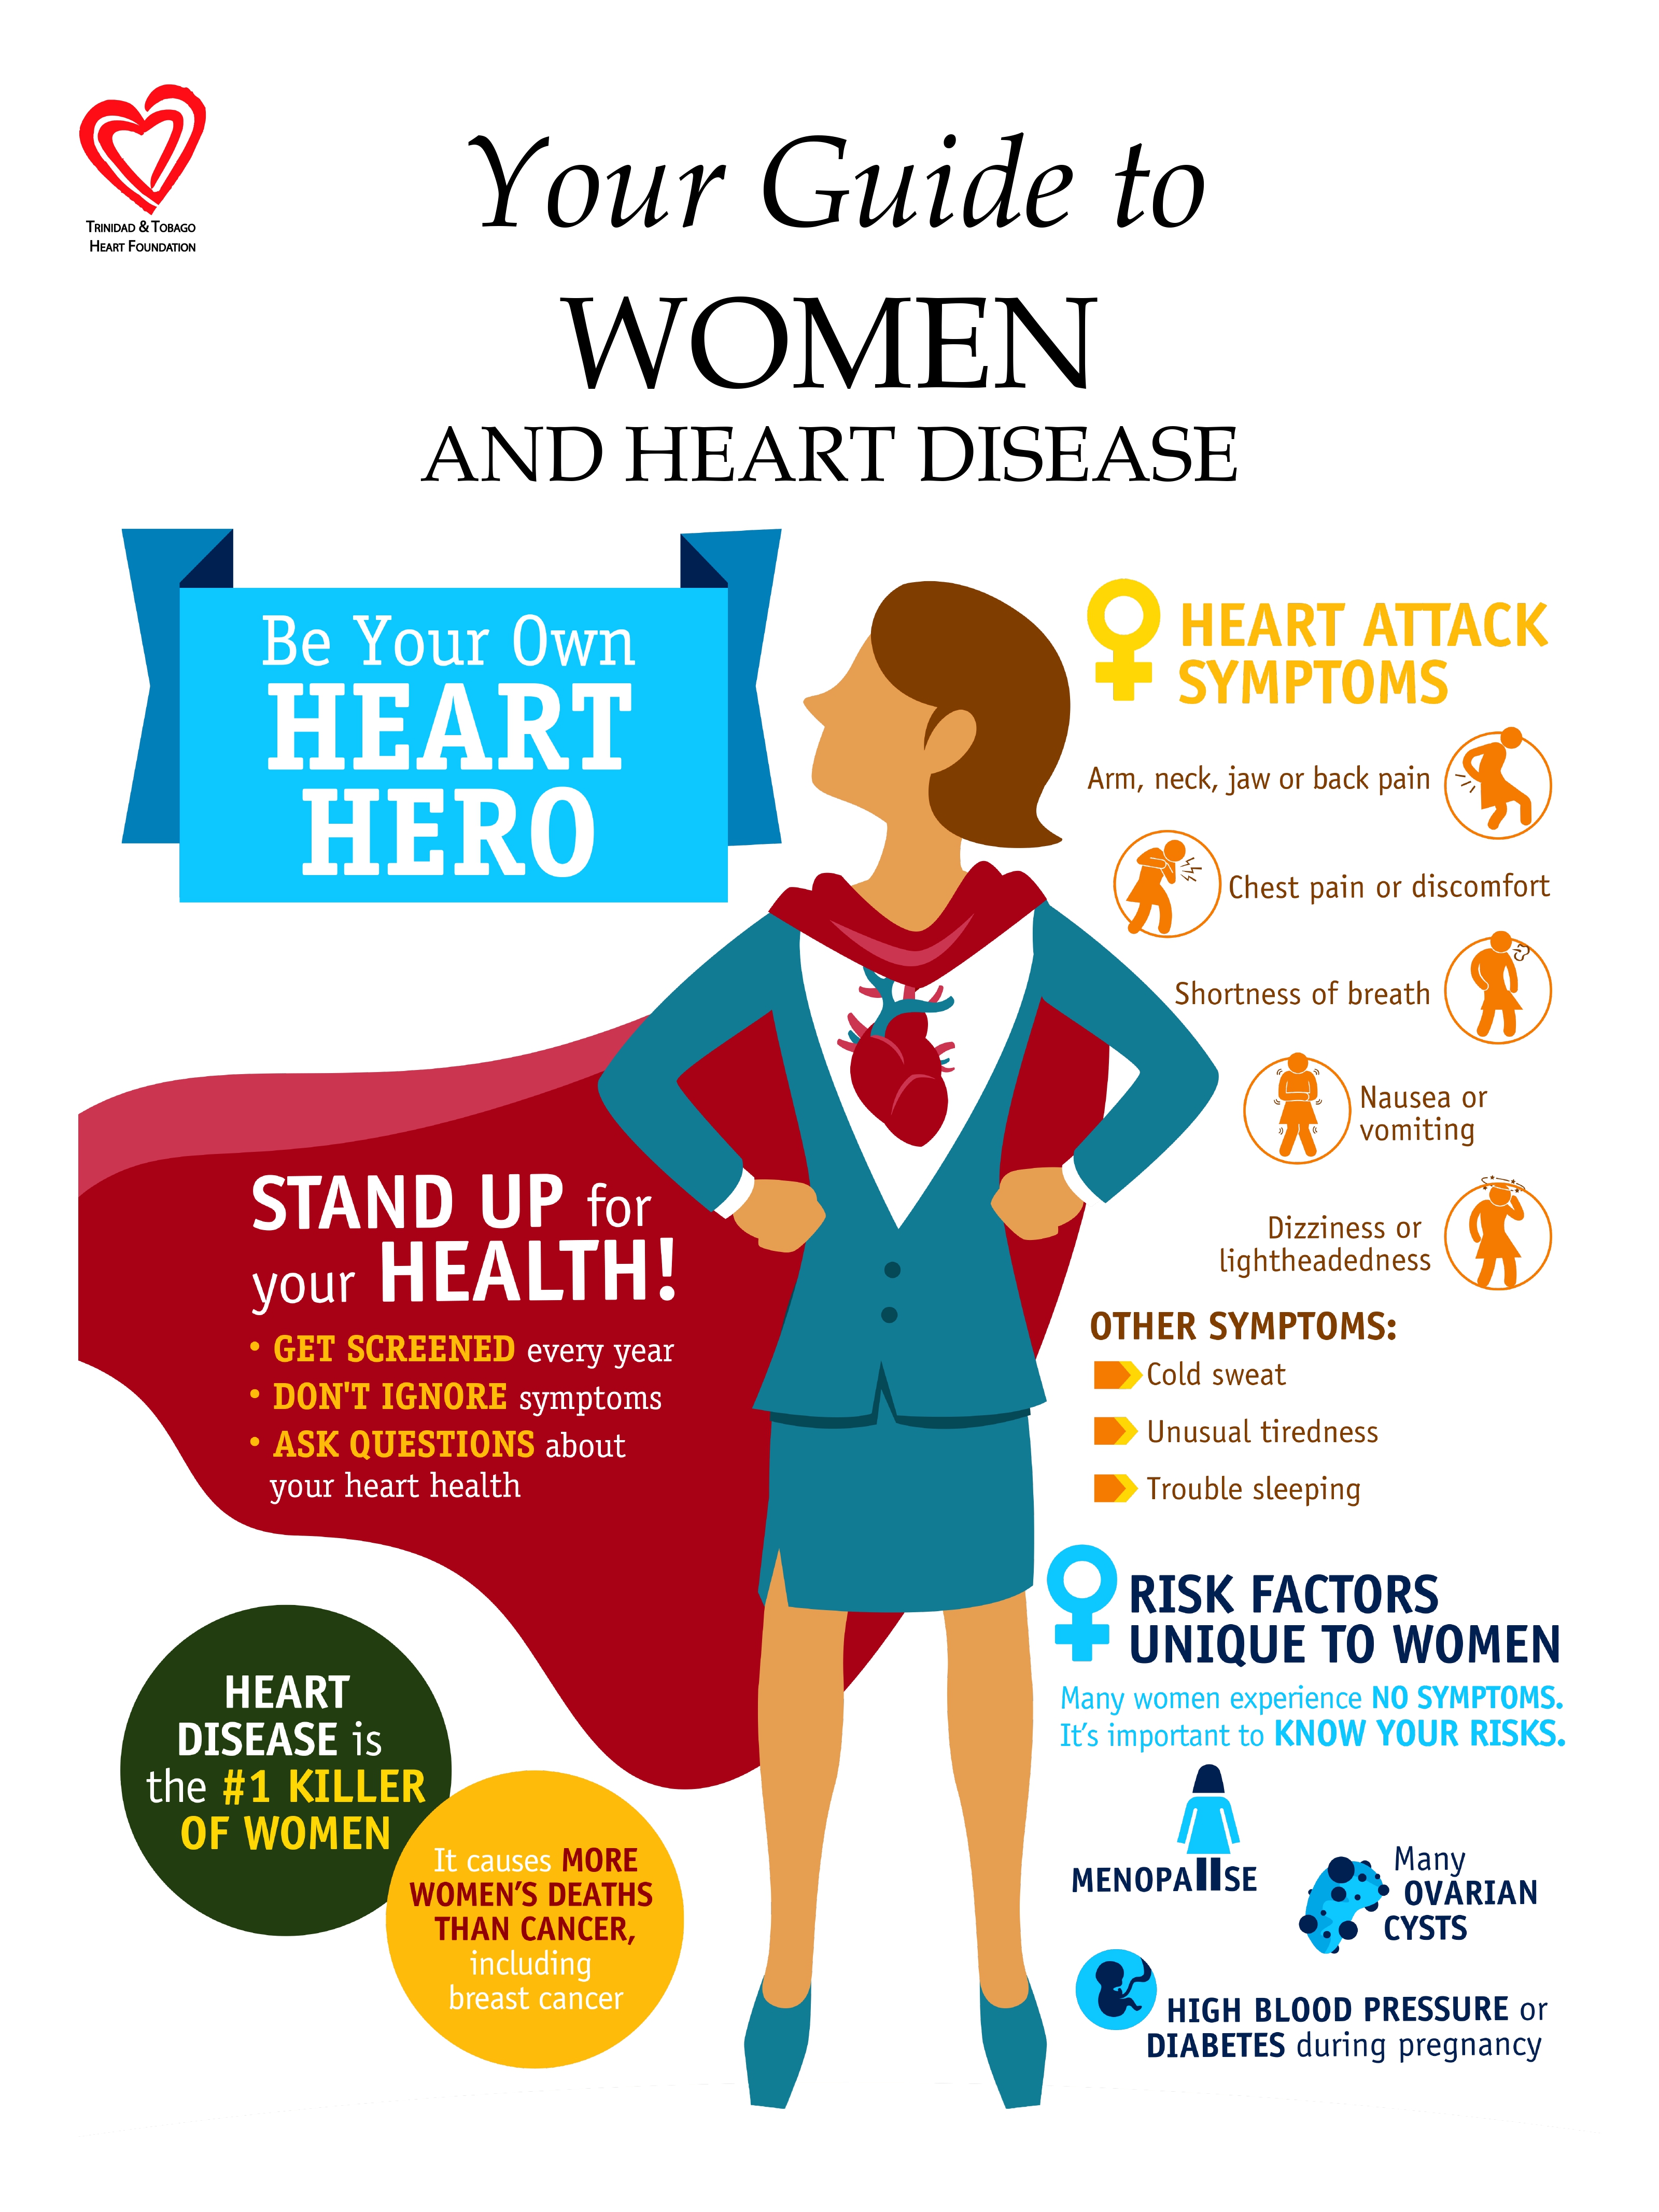 TRINIDAD & TOBAGO
HEART FOUNDATION
Your Guide to
WOMEN
AND HEART DISEASE
Be Your Own
HEART
HERO
HEART ATTACK
SYMPTOMS
Arm, neck, jaw or back pain
Chest pain or discomfort
Shortness of breath
Nausea or
vomiting
Dizziness or
lightheadedness
OTHER SYMPTOMS:
Cold sweat
Unusual tiredness
Trouble sleeping
STAND UP for
your HEALTH!
• GET SCREENED every year
• DON'T IGNORE symptoms
• ASK QUESTIONS about
your heart health
HEART
DISEASE is
the #1 KILLER
OF WOMEN
It causes MORE
WOMEN'S DEATHS
THAN CANCER,
including
breast cancer
RISK FACTORS
UNIQUE TO WOMEN
Many women experience NO SYMPTOMS.
It's important to KNOW YOUR RISKS.
MENOPAUSE
Many
OVARIAN
CYSTS
HIGH BLOOD PRESSURE or
DIABETES during pregnancy